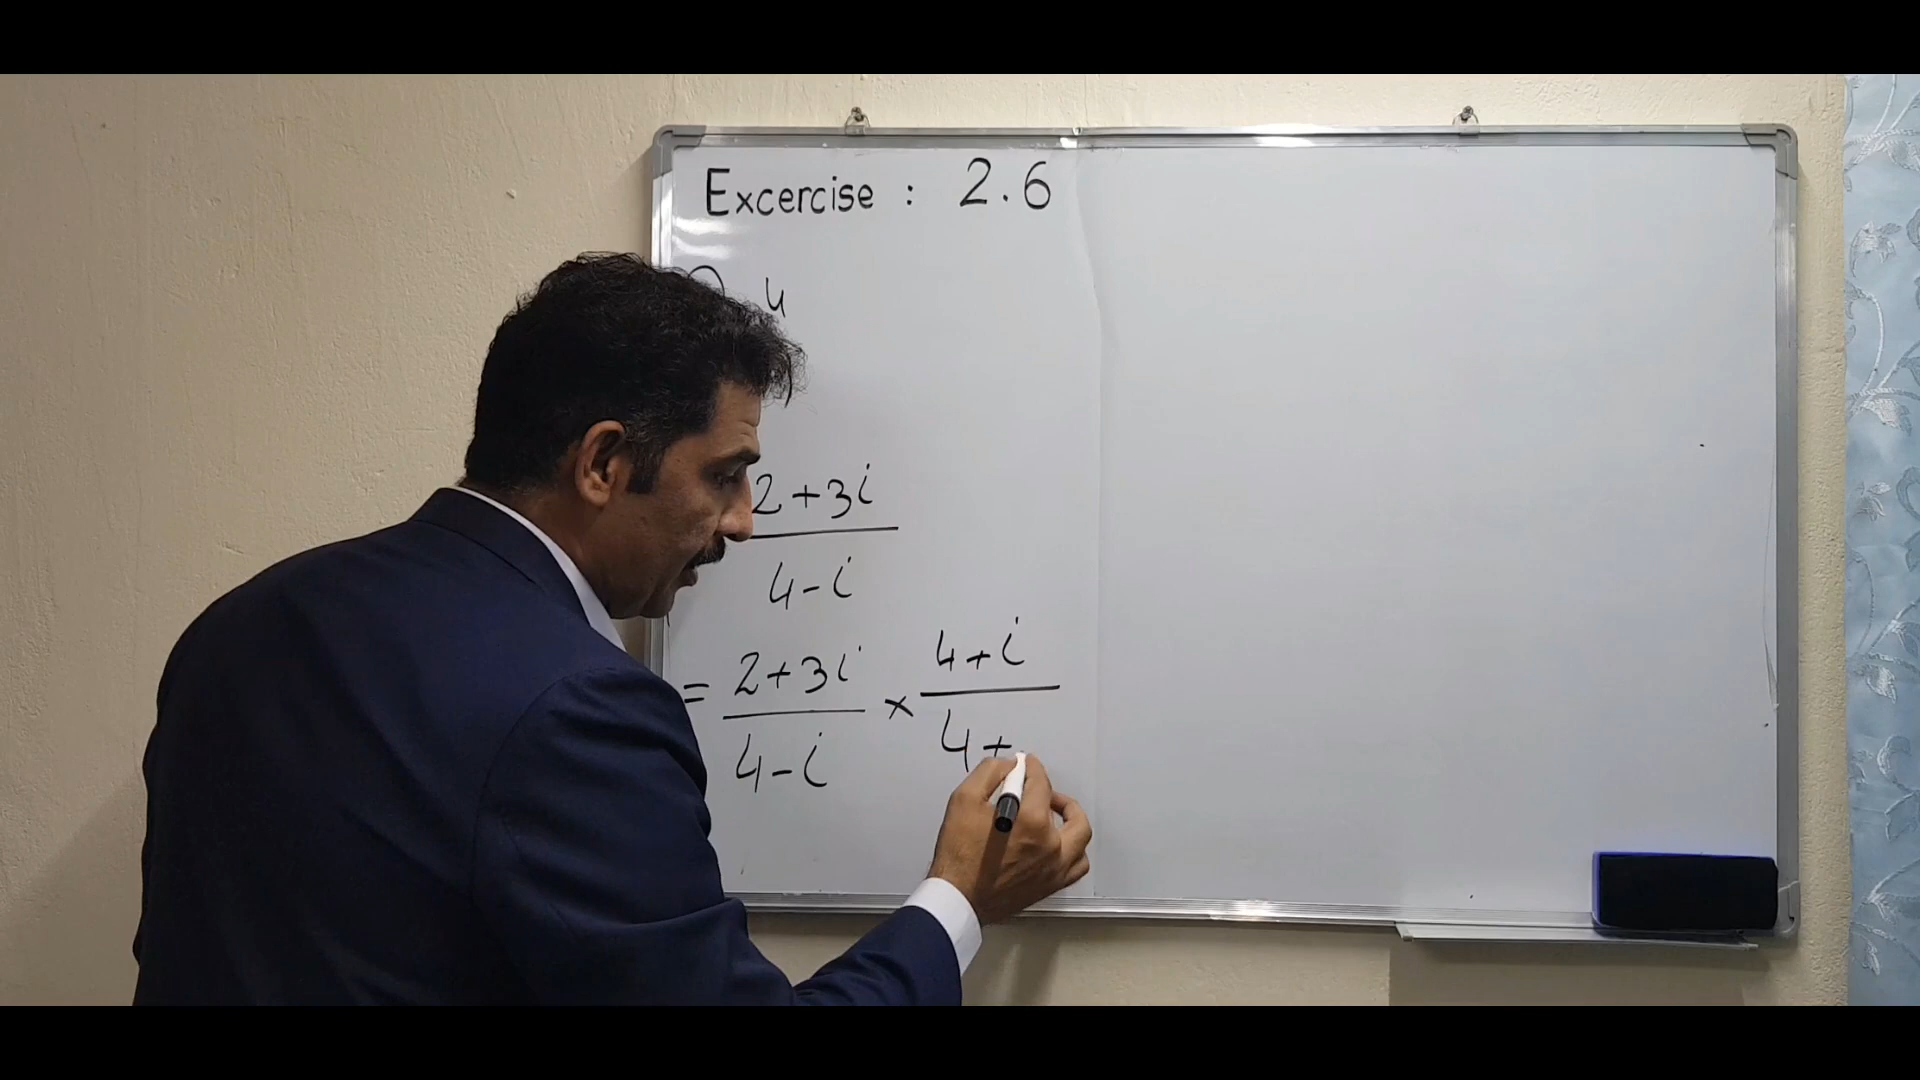 Excercise : 2.6
4
2+3i
4-i
= 2+3i × 4+i
4-i 4+